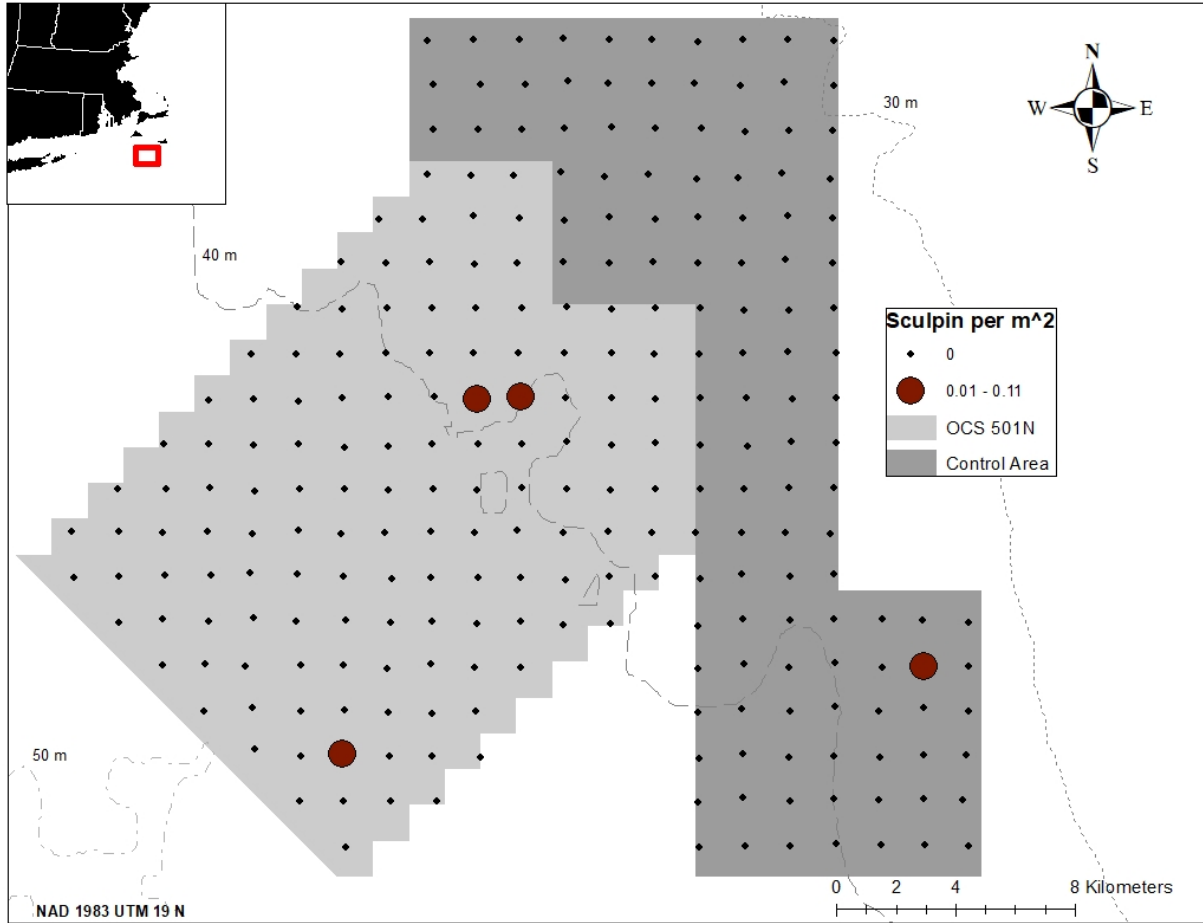 N
W E
S
30 m
40 m
Sculpin per m^2
0
0.01 - 0.11
OCS 501N
Control Area
50 m
0 2 4 8 Kilometers
NAD 1983 UTM 19 N